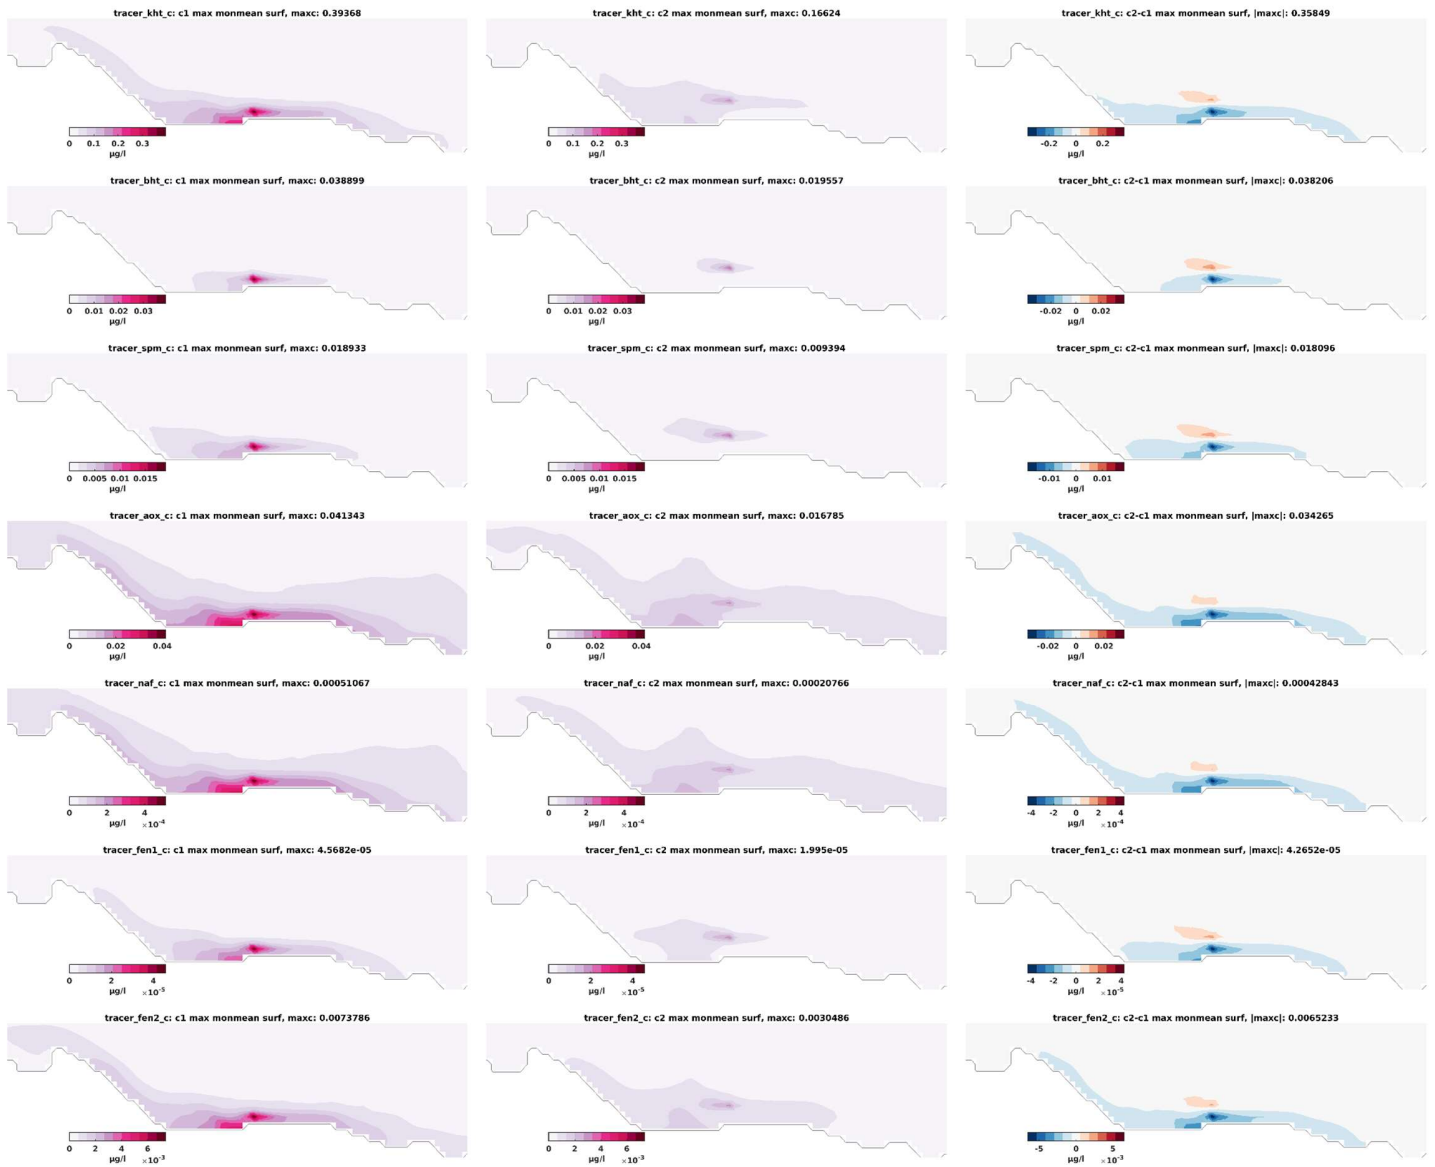 tracer_kht_c: c1 max monmean surf, maxc: 0.39368
tracer_kht_c: c2 max monmean surf, maxc: 0.16624
tracer_kht_c: c2-c1 max monmean surf, |maxc|: 0.35849
0 0.1 0.2 0.3
µg/l
0 0.1 0.2 0.3
µg/l
-0.2 0 0.2
µg/l
tracer_bht_c: c1 max monmean surf, maxc: 0.038899
tracer_bht_c: c2 max monmean surf, maxc: 0.019557
tracer_bht_c: c2-c1 max monmean surf, |maxc|: 0.038206
0 0.01 0.02 0.03
µg/l
0 0.01 0.02 0.03
µg/l
-0.02 0 0.02
µg/l
tracer_spm_c: c1 max monmean surf, maxc: 0.018933
tracer_spm_c: c2 max monmean surf, maxc: 0.009394
tracer_spm_c: c2-c1 max monmean surf, |maxc|: 0.018096
0 0.005 0.01 0.015
µg/l
0 0.005 0.01 0.015
µg/l
-0.01 0 0.01
µg/l
tracer_aox_c: c1 max monmean surf, maxc: 0.041343
tracer_aox_c: c2 max monmean surf, maxc: 0.016785
tracer_aox_c: c2-c1 max monmean surf, |maxc|: 0.034265
0 0.02 0.04
µg/l
0 0.02 0.04
µg/l
-0.02 0 0.02
µg/l
tracer_naf_c: c1 max monmean surf, maxc: 0.00051067
tracer_naf_c: c2 max monmean surf, maxc: 0.00020766
tracer_naf_c: c2-c1 max monmean surf, |maxc|: 0.00042843
0 2 4
µg/l ×10⁻⁴
0 2 4
µg/l ×10⁻⁴
-4 -2 0 2 4
µg/l ×10⁻⁴
tracer_fen1_c: c1 max monmean surf, maxc: 4.5682e-05
tracer_fen1_c: c2 max monmean surf, maxc: 1.995e-05
tracer_fen1_c: c2-c1 max monmean surf, |maxc|: 4.2652e-05
0 2 4
µg/l ×10⁻⁵
0 2 4
µg/l ×10⁻⁵
-4 -2 0 2 4
µg/l ×10⁻⁵
tracer_fen2_c: c1 max monmean surf, maxc: 0.0073786
tracer_fen2_c: c2 max monmean surf, maxc: 0.0030486
tracer_fen2_c: c2-c1 max monmean surf, |maxc|: 0.0065233
0 2 4 6
µg/l ×10⁻³
0 2 4 6
µg/l ×10⁻³
-5 0 5
µg/l ×10⁻³